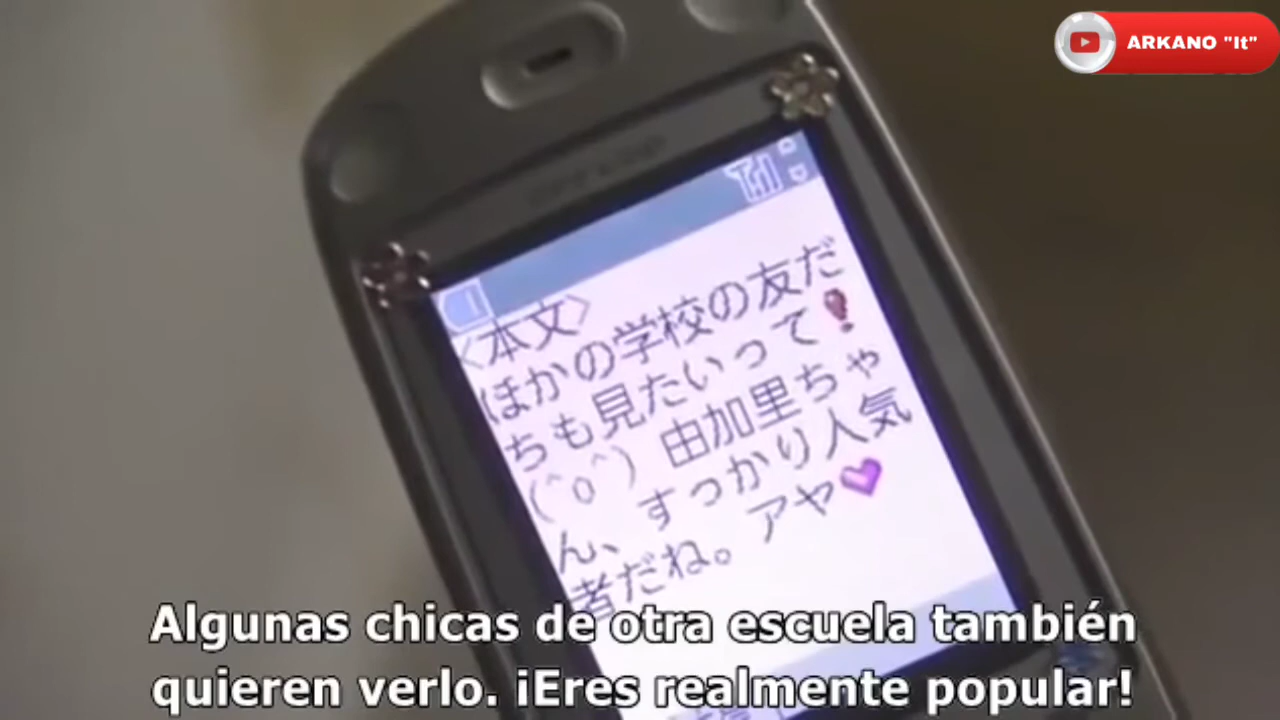 ARKANO "It"
<本文>
ほかの学校の友だ
ちも見たいって❗
(^o^) 由加里ちゃ
ん、すっかり人気
者だね。 アヤ💜
Algunas chicas de otra escuela también
quieren verlo. ¡Eres realmente popular!